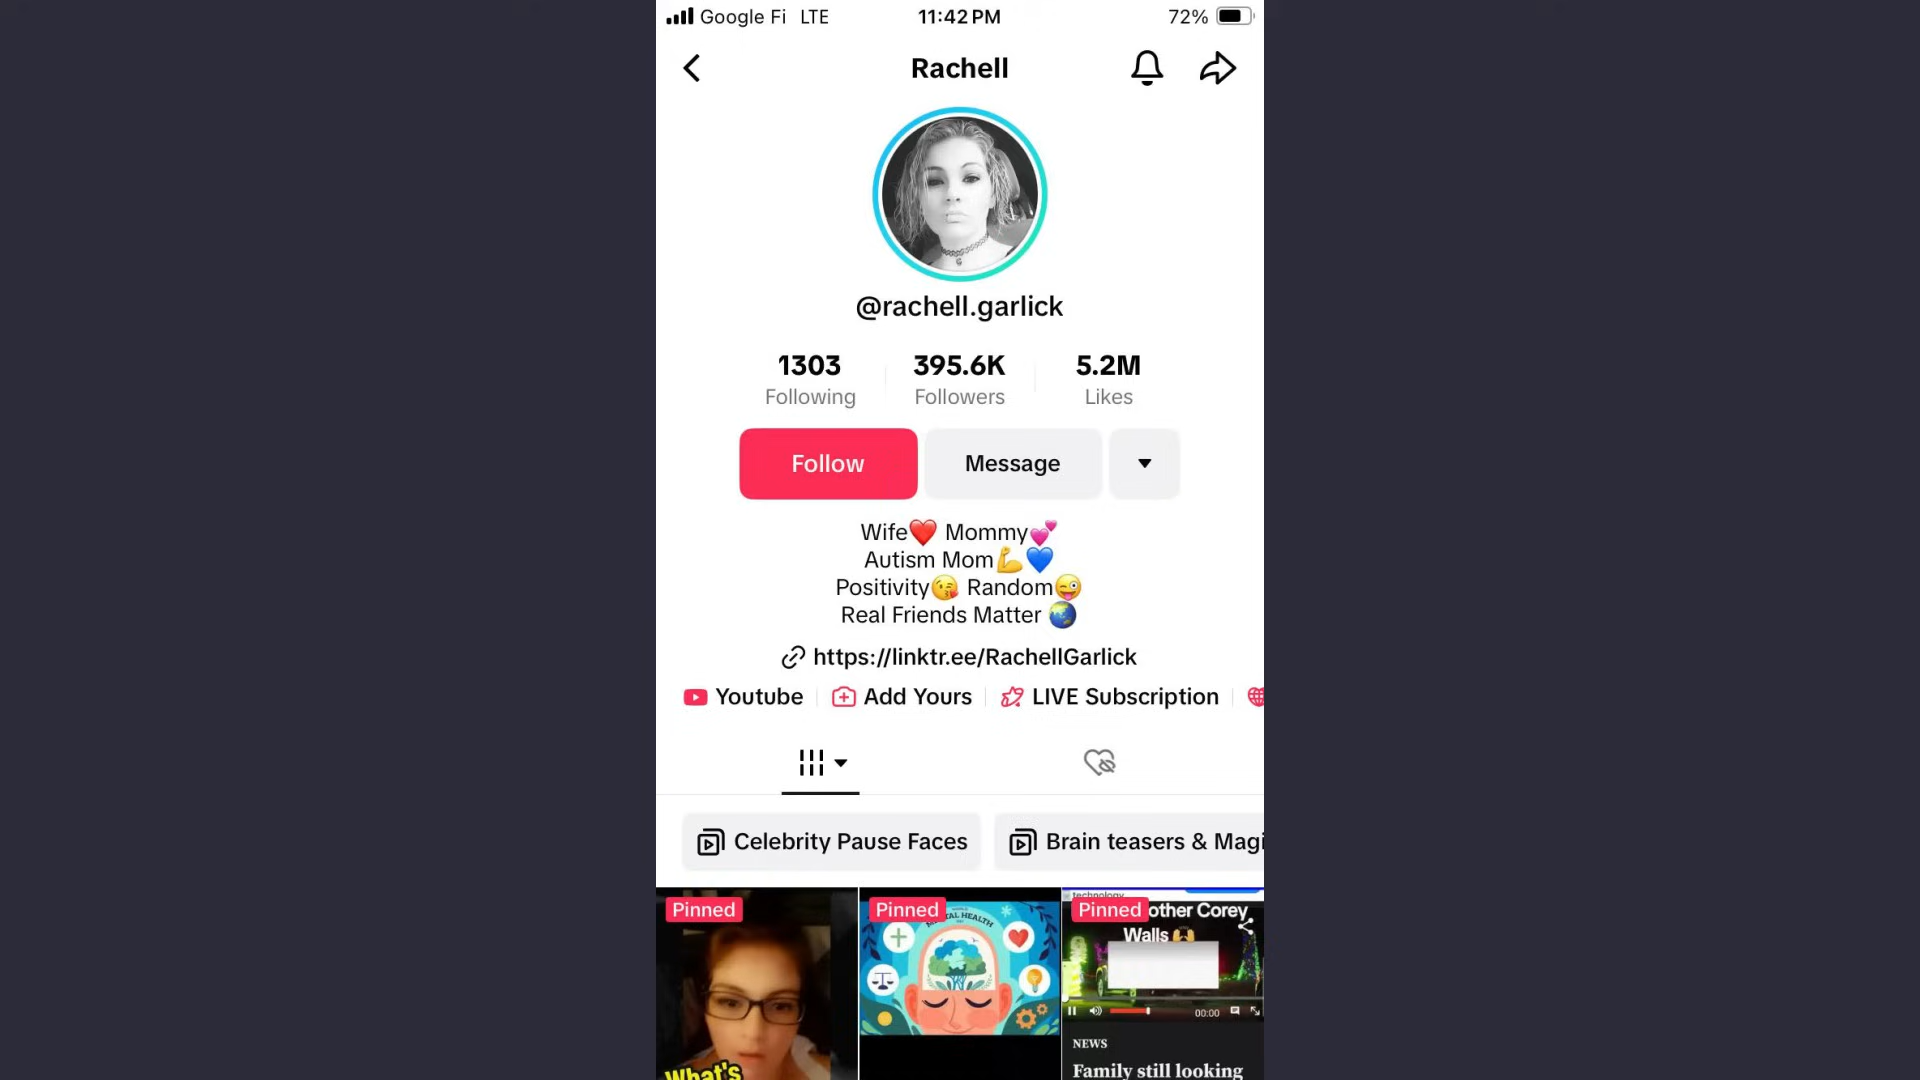 Google Fi LTE 11:42 PM 72%
Rachell
@rachell.garlick
1303 395.6K 5.2M
Following Followers Likes
Follow Message
Wife❤️ Mommy💕
Autism Mom💪💙
Positivity😘 Random😜
Real Friends Matter 🌏
https://linktr.ee/RachellGarlick
Youtube Add Yours LIVE Subscription
Celebrity Pause Faces Brain teasers & Magi
Pinned
What's
Pinned
MENTAL HEALTH
technology
Pinned
other Corey
Walls 🙌
00:00
NEWS
Family still looking